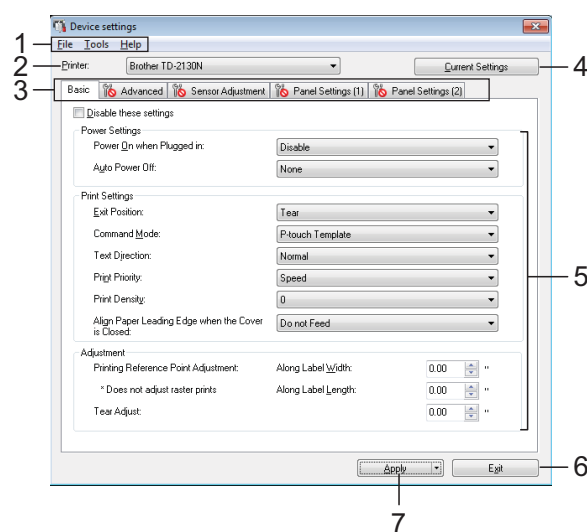 Device settings
1
File Tools Help
2
Printer: Brother TD-2130N Current Settings
4
3
Basic Advanced Sensor Adjustment Panel Settings (1) Panel Settings (2)
Disable these settings
Power Settings
Power On when Plugged in: Disable
Auto Power Off: None
Print Settings
Exit Position: Tear
Command Mode: P-touch Template
Text Direction: Normal
5
Print Priority: Speed
Print Density: 0
Align Paper Leading Edge when the Cover Do not Feed
is Closed:
Adjustment
Printing Reference Point Adjustment: Along Label Width: 0.00 "
* Does not adjust raster prints Along Label Length: 0.00 "
Tear Adjust: 0.00 "
Apply Exit
6
7